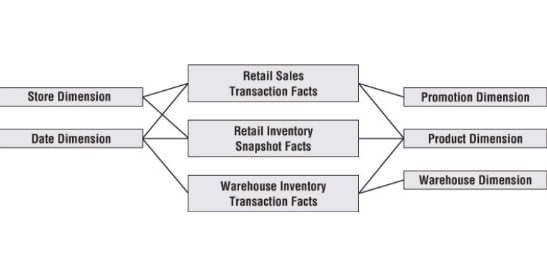 Store Dimension
Date Dimension
Retail Sales
Transaction Facts
Retail Inventory
Snapshot Facts
Warehouse Inventory
Transaction Facts
Promotion Dimension
Product Dimension
Warehouse Dimension